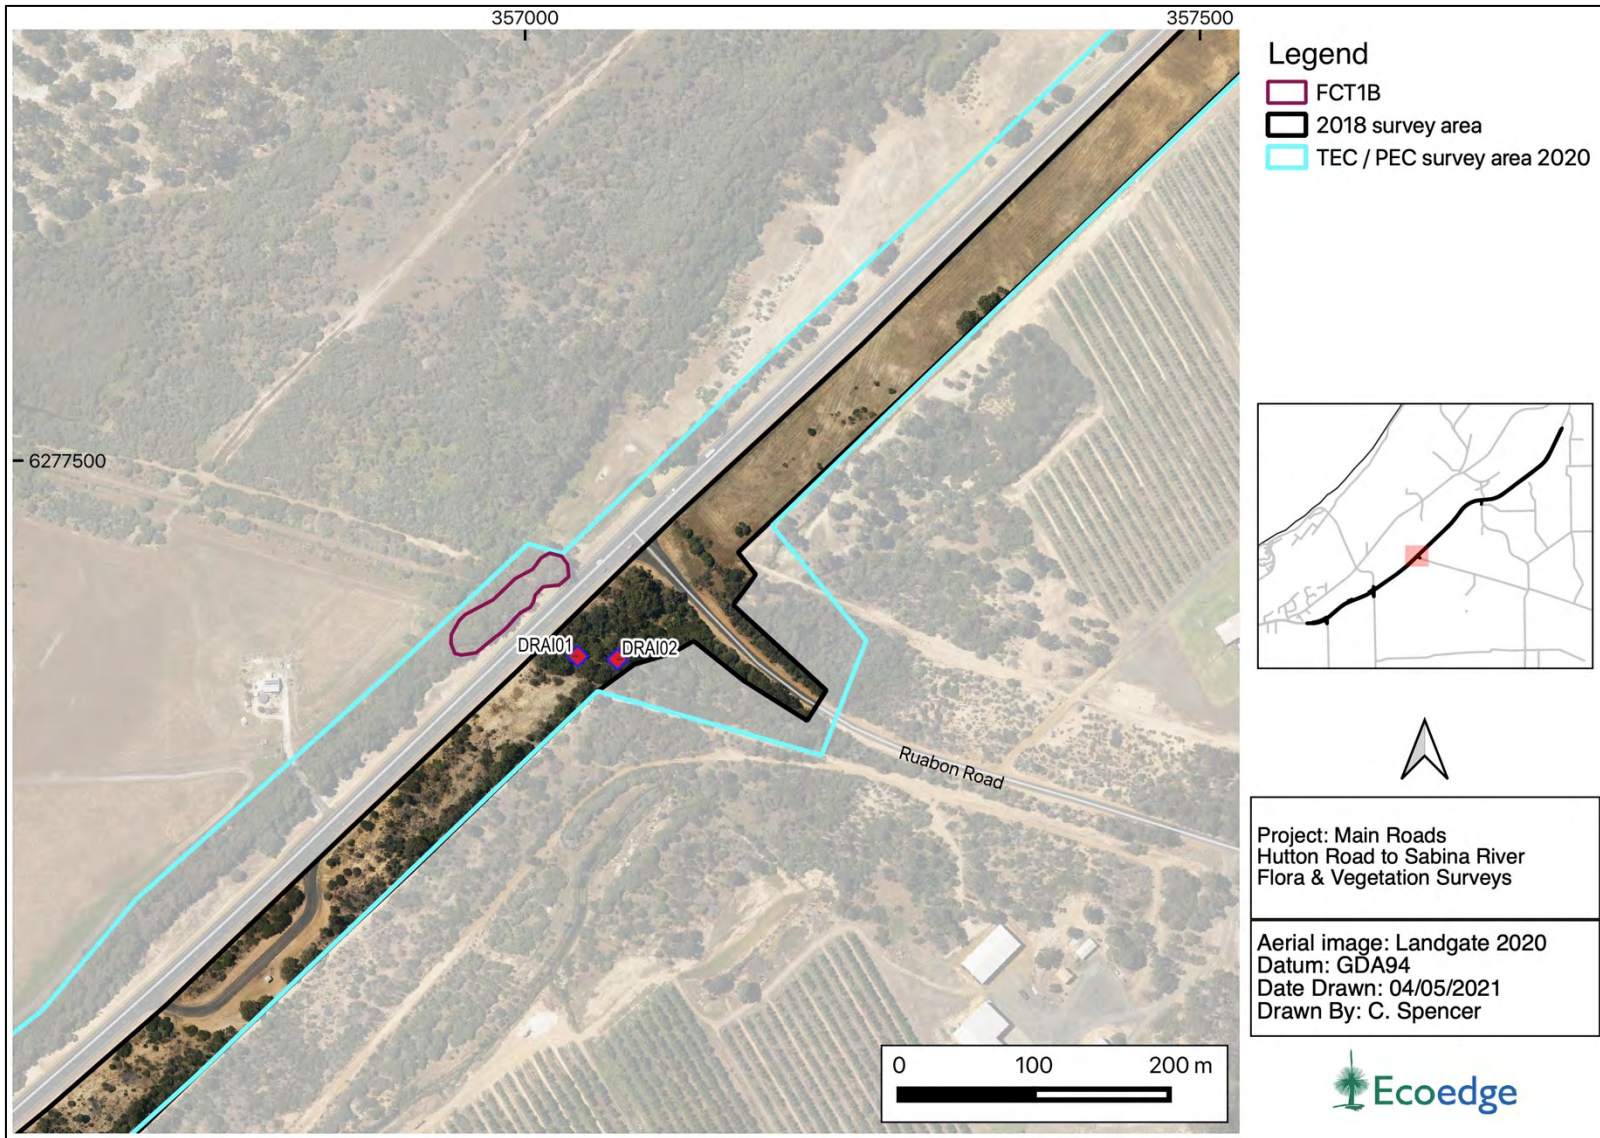 357000
357500
6277500
DRAI01
DRAI02
Ruabon Road
0 100 200 m
Legend
FCT1B
2018 survey area
TEC / PEC survey area 2020
Project: Main Roads
Hutton Road to Sabina River
Flora & Vegetation Surveys
Aerial image: Landgate 2020
Datum: GDA94
Date Drawn: 04/05/2021
Drawn By: C. Spencer
Ecoedge